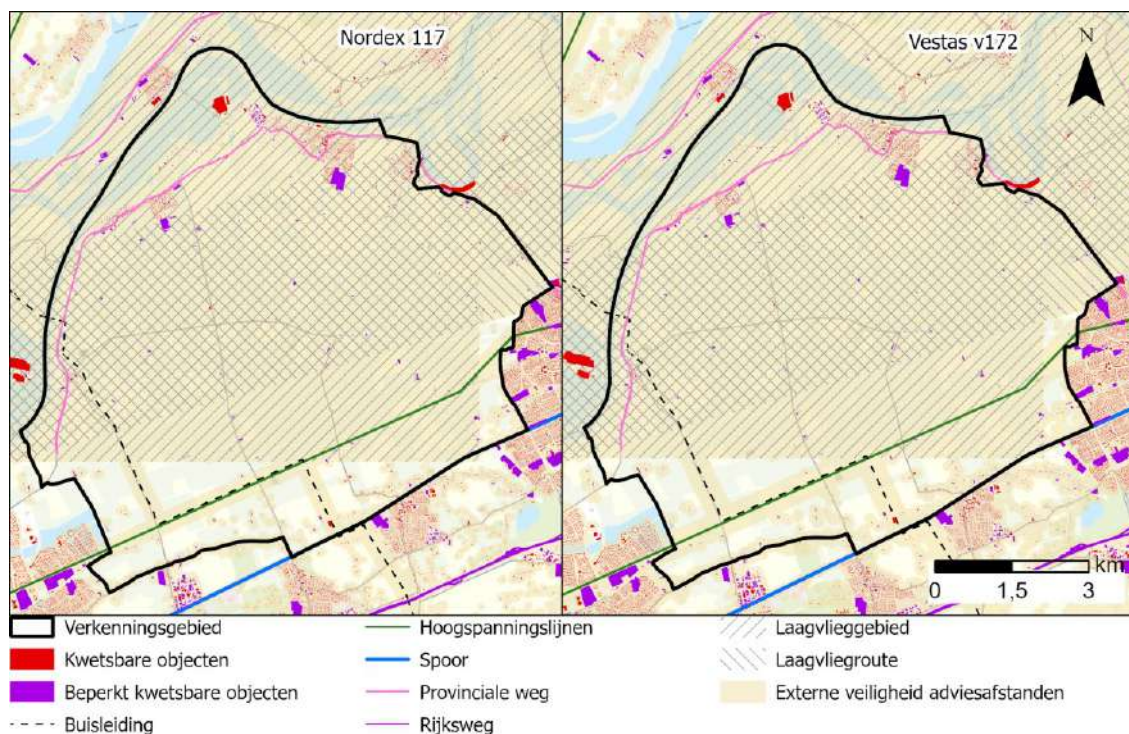 Nordex 117
Vestas v172
N
km
0 1,5 3
Verkenningsgebied
Kwetsbare objecten
Beperkt kwetsbare objecten
Buisleiding
Hoogspanningslijnen
Spoor
Provinciale weg
Rijksweg
Laagvlieggebied
Laagvliegroute
Externe veiligheid adviesafstanden